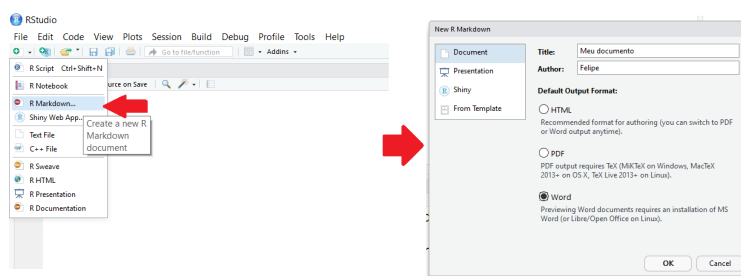 RStudio
File Edit Code View Plots Session Build Debug Profile Tools Help
Go to file/function Addins
R Script Ctrl+Shift+N
R Notebook
urce on Save
R Markdown...
Shiny Web App...
Create a new R
Markdown
document
Text File
C++ File
R Sweave
R HTML
R Presentation
R Documentation
New R Markdown
Document
Presentation
Shiny
From Template
Title: Meu documento
Author: Felipe
Default Output Format:
HTML
Recommended format for authoring (you can switch to PDF
or Word output anytime).
PDF
PDF output requires TeX (MiKTeX on Windows, MacTeX
2013+ on OS X, TeX Live 2013+ on Linux).
Word
Previewing Word documents requires an installation of MS
Word (or Libre/Open Office on Linux).
OK Cancel